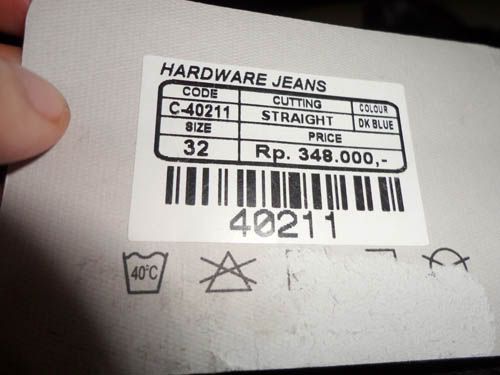 HARDWARE JEANS
CODE CUTTING COLOUR
C-40211 STRAIGHT DK BLUE
SIZE PRICE
32 Rp. 348.000,-
40211
40°C